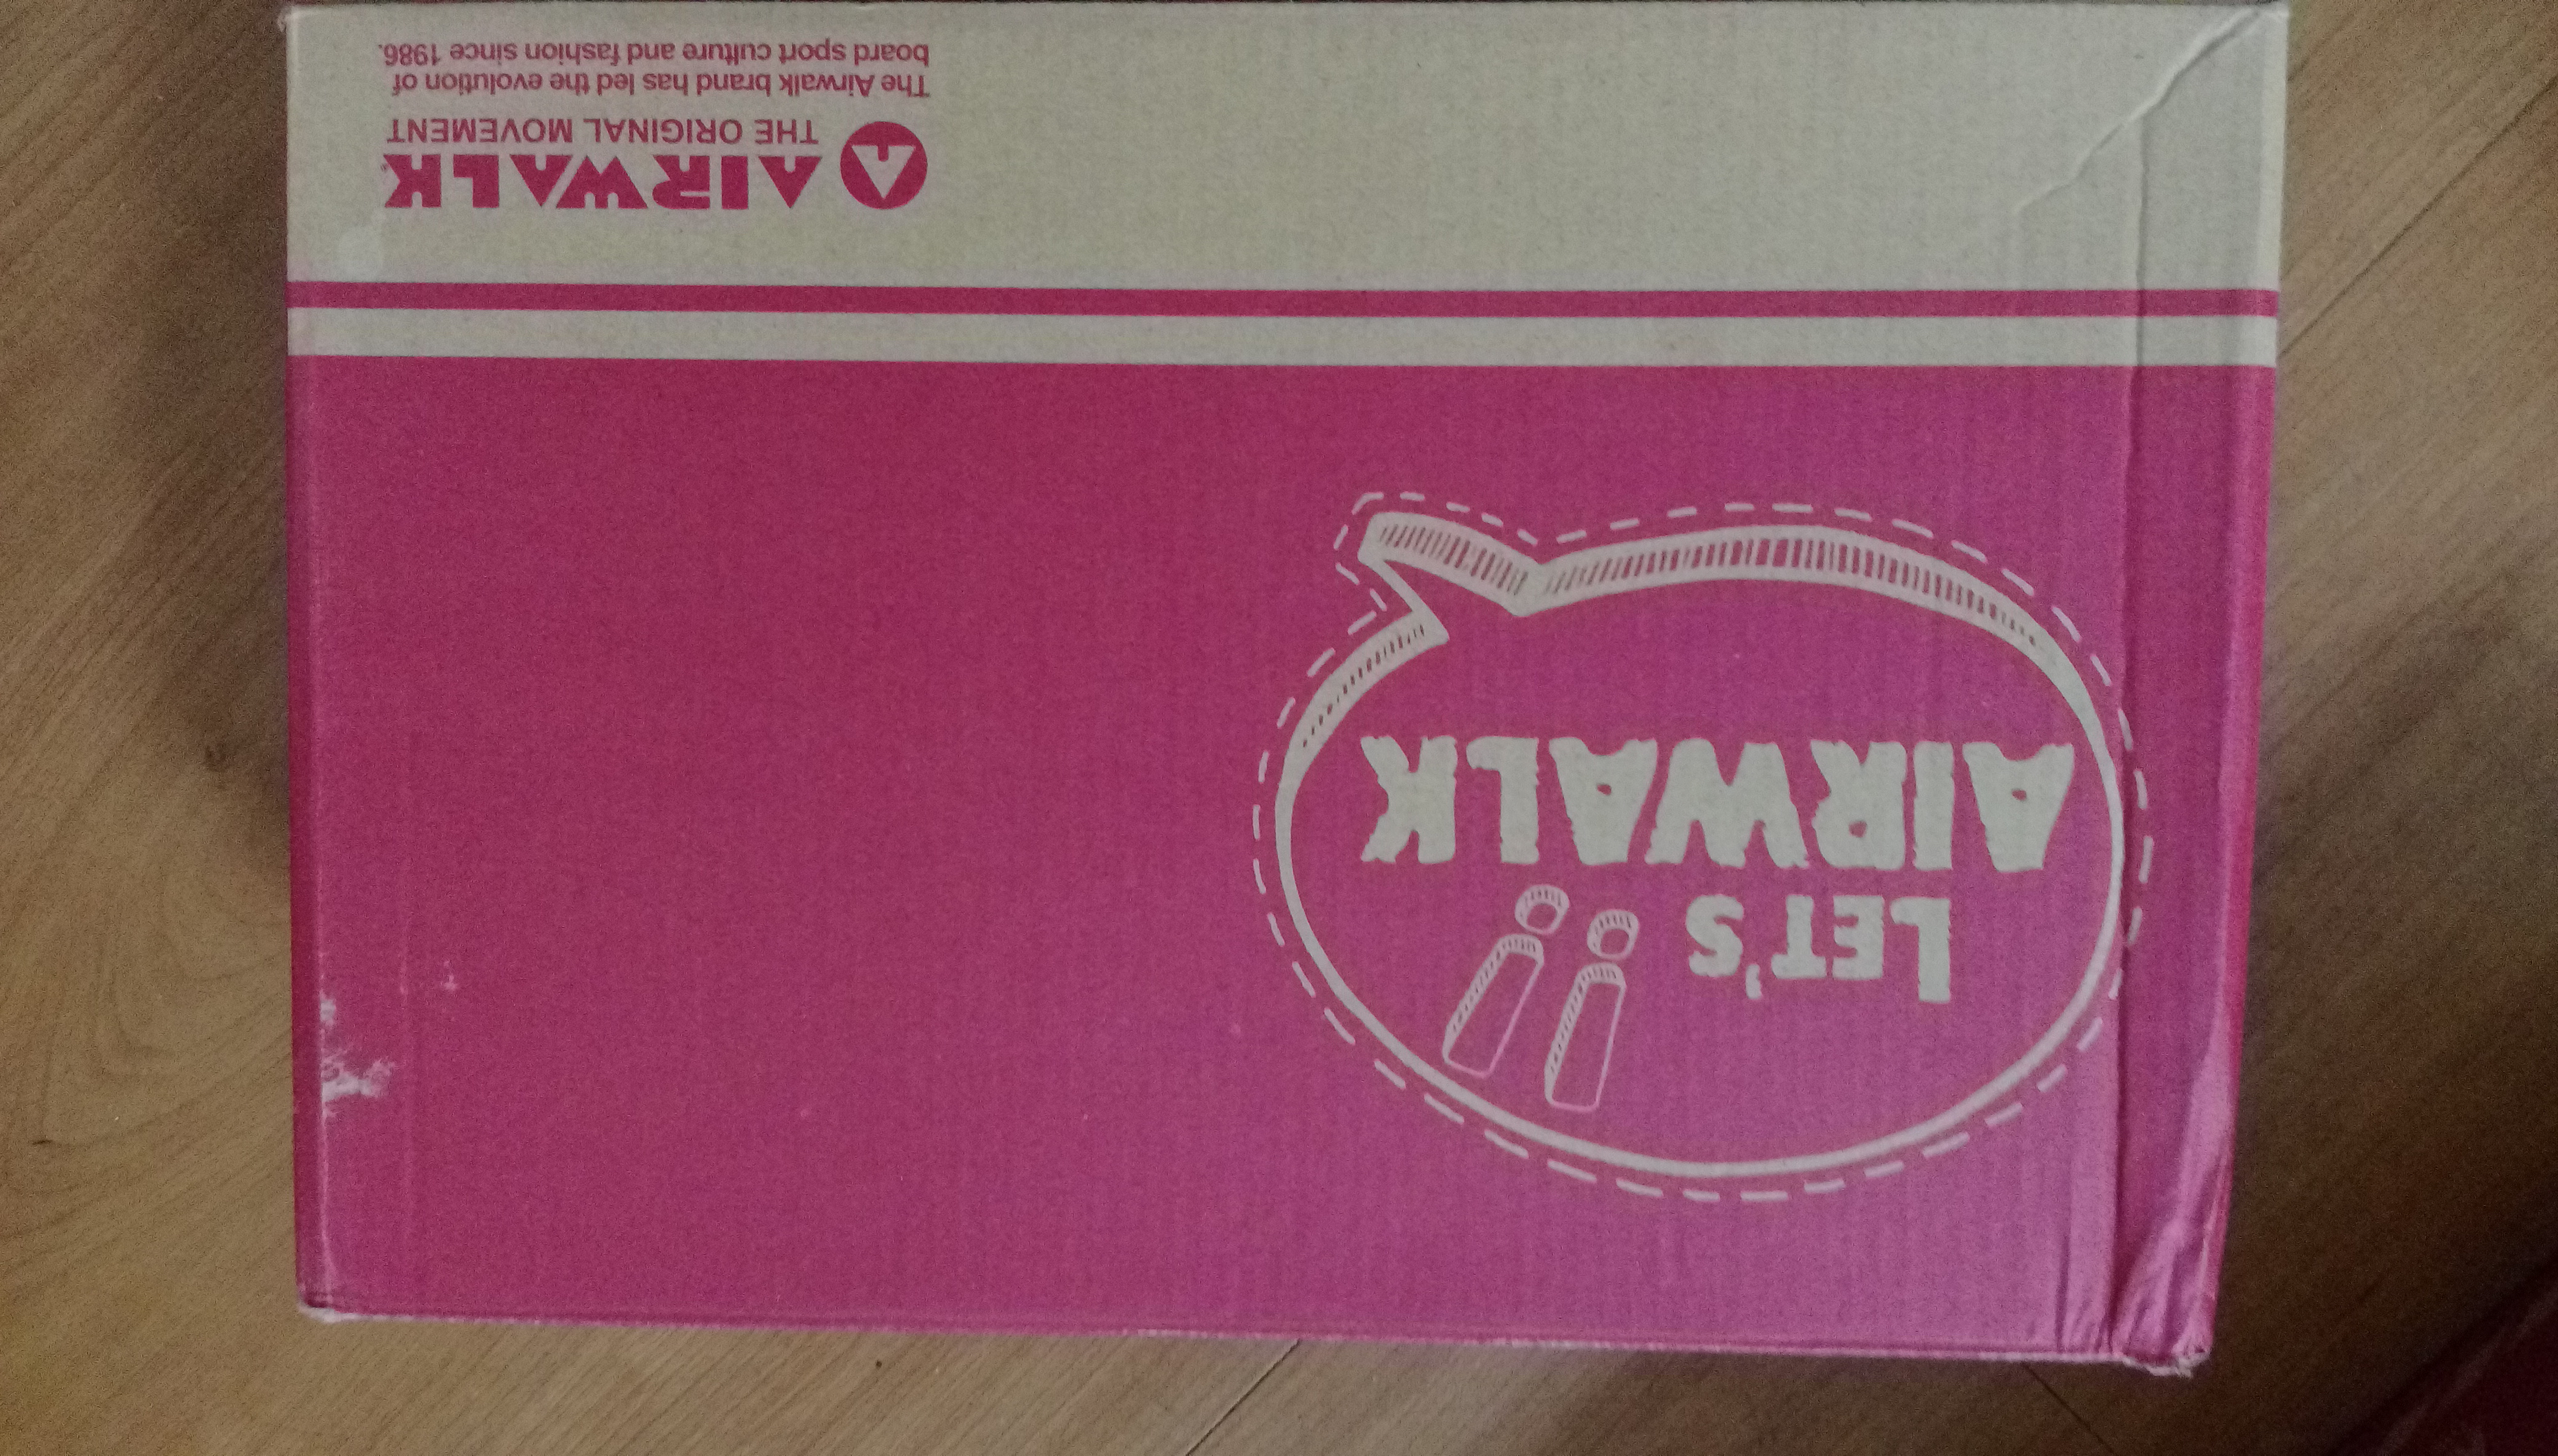 LET'S
AIRWALK
AIRWALK
THE ORIGINAL MOVEMENT
The Airwalk brand has led the evolution of
board sport culture and fashion since 1986.